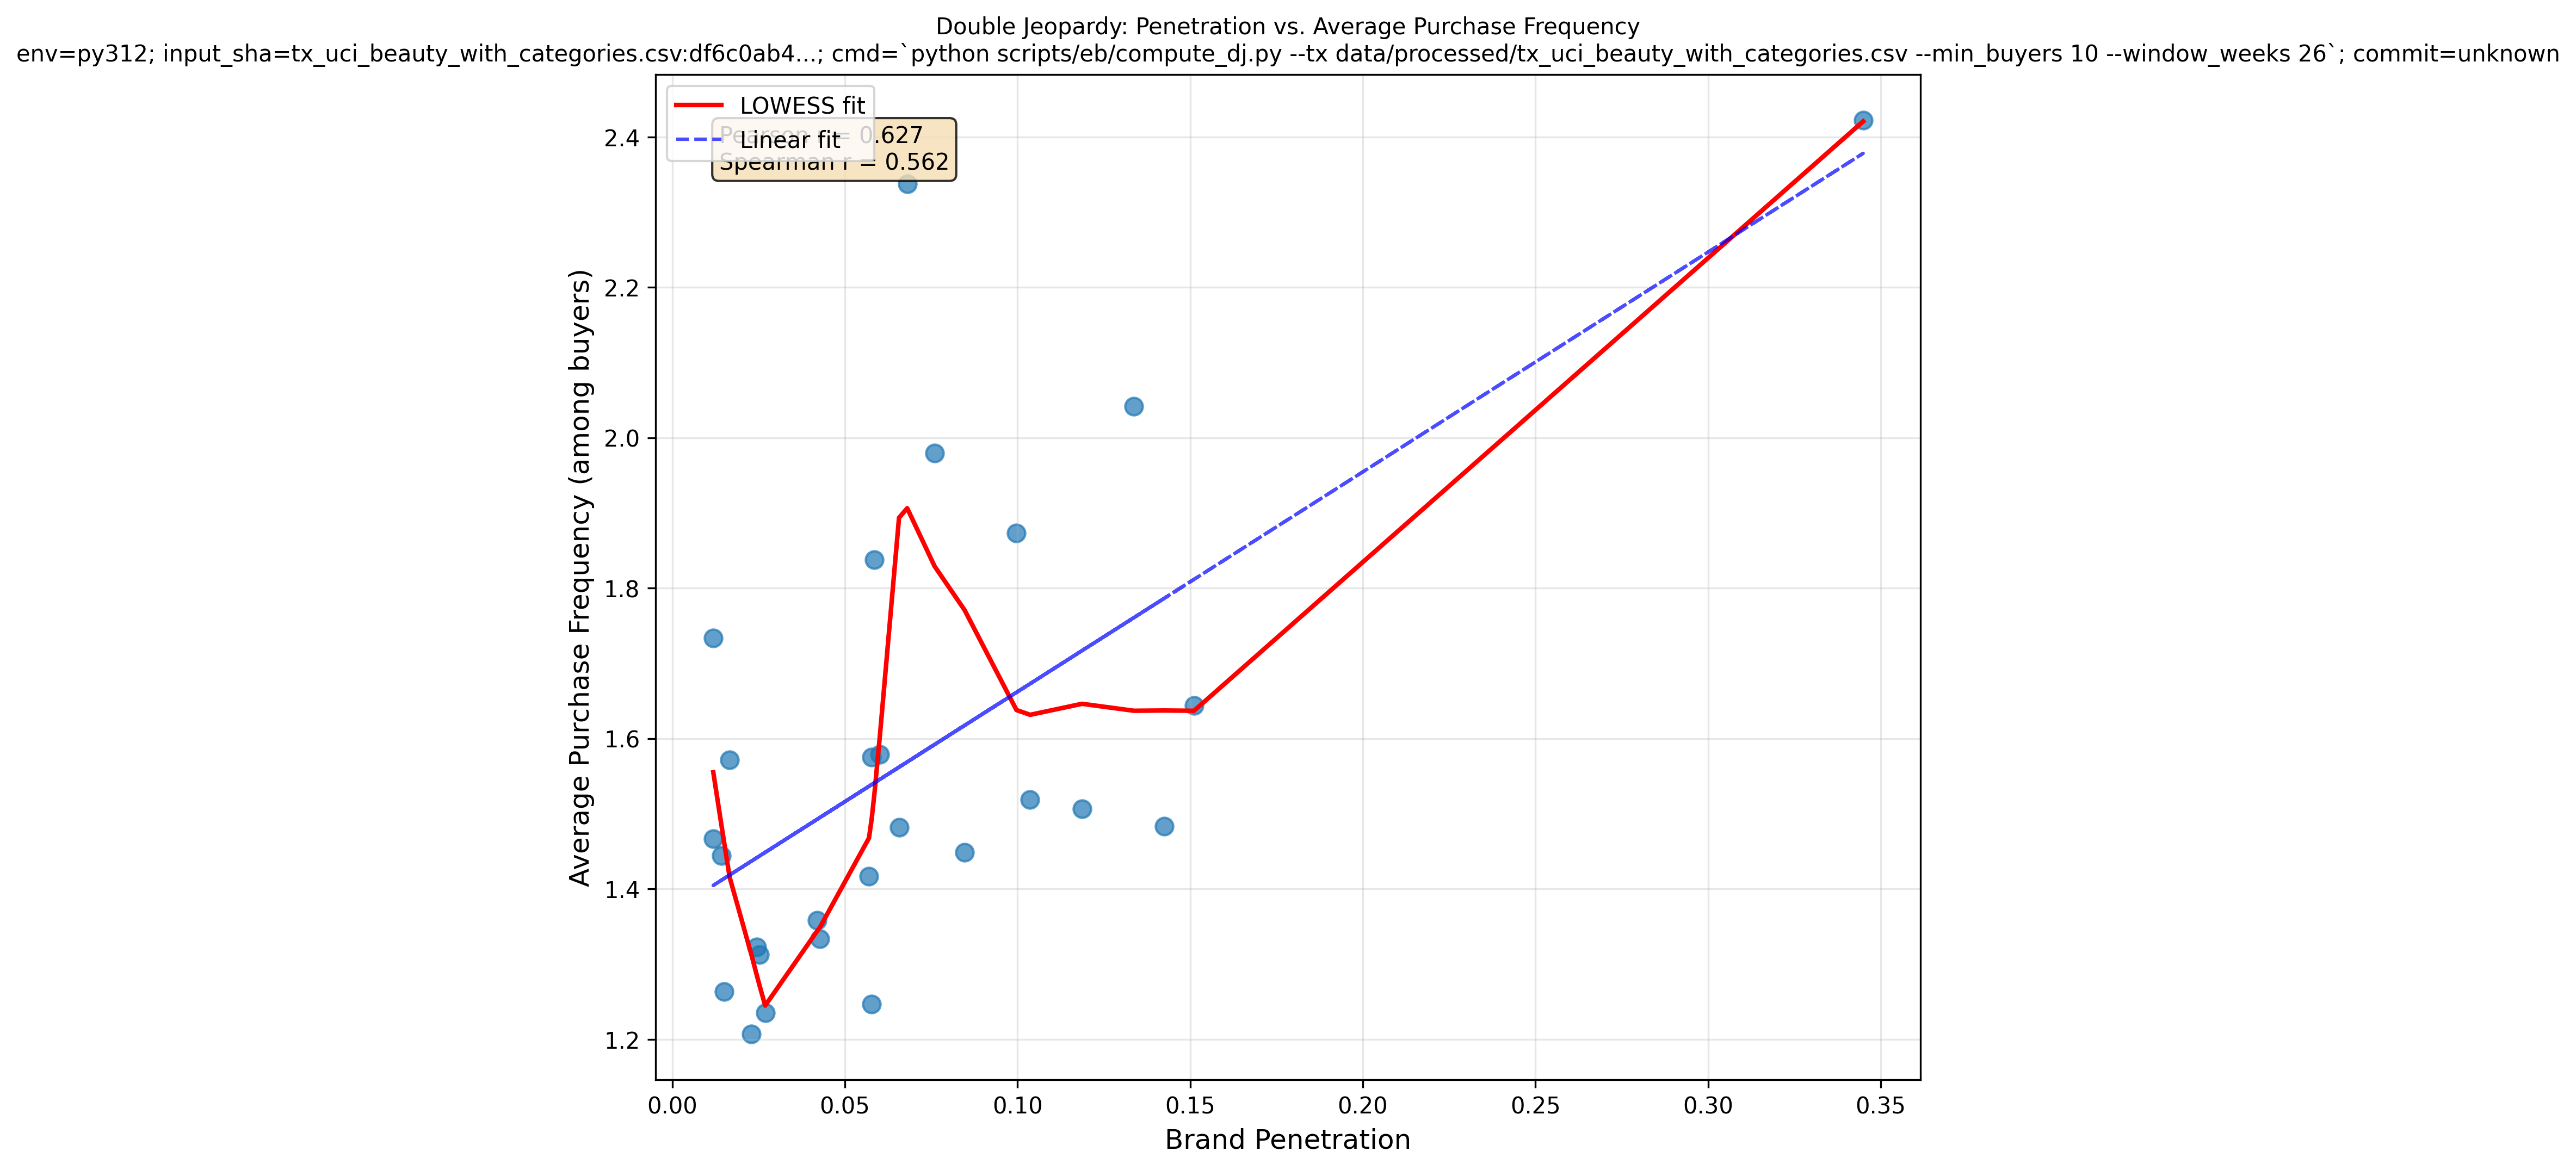 Double Jeopardy: Penetration vs. Average Purchase Frequency
env=py312; input_sha=tx_uci_beauty_with_categories.csv:df6c0ab4...; cmd=`python scripts/eb/compute_dj.py --tx data/processed/tx_uci_beauty_with_categories.csv --min_buyers 10 --window_weeks 26`; commit=unknown
LOWESS fit
Linear fit
Pearson r = 0.627
Spearman r = 0.562
Average Purchase Frequency (among buyers)
2.4
2.2
2.0
1.8
1.6
1.4
1.2
0.00 0.05 0.10 0.15 0.20 0.25 0.30 0.35
Brand Penetration